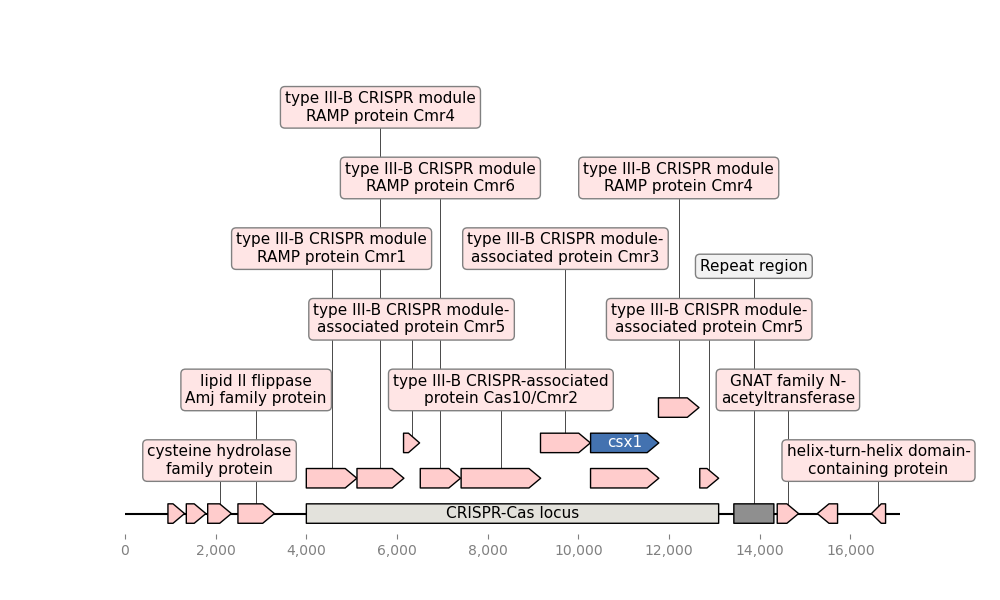 type III-B CRISPR module
RAMP protein Cmr4
type III-B CRISPR module
RAMP protein Cmr6
type III-B CRISPR module
RAMP protein Cmr4
type III-B CRISPR module
RAMP protein Cmr1
type III-B CRISPR module-
associated protein Cmr3
Repeat region
type III-B CRISPR module-
associated protein Cmr5
type III-B CRISPR module-
associated protein Cmr5
lipid II flippase
Amj family protein
type III-B CRISPR-associated
protein Cas10/Cmr2
GNAT family N-
acetyltransferase
csx1
cysteine hydrolase
family protein
helix-turn-helix domain-
containing protein
CRISPR-Cas locus
0 2,000 4,000 6,000 8,000 10,000 12,000 14,000 16,000